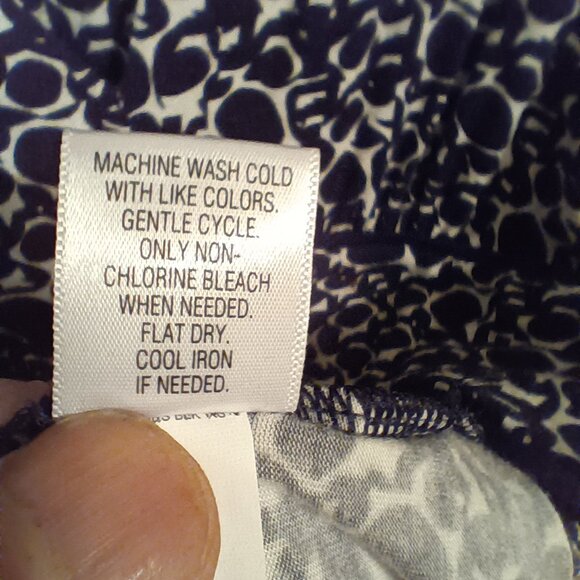 MACHINE WASH COLD
WITH LIKE COLORS.
GENTLE CYCLE.
ONLY NON-
CHLORINE BLEACH
WHEN NEEDED.
FLAT DRY.
COOL IRON
IF NEEDED.